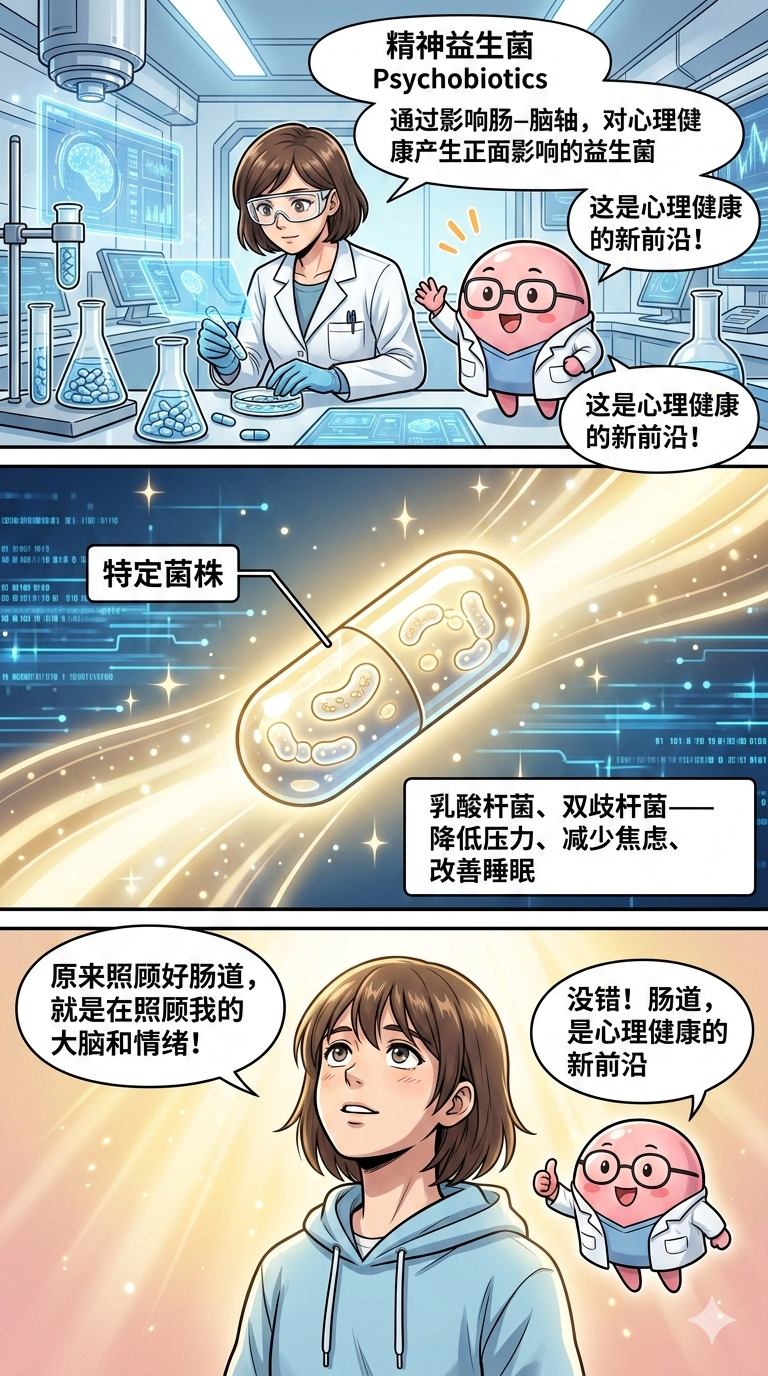 精神益生菌
Psychobiotics
通过影响肠–脑轴，对心理健
康产生正面影响的益生菌
这是心理健康
的新前沿！
这是心理健康
的新前沿！
特定菌株
乳酸杆菌、双歧杆菌——
降低压力、减少焦虑、
改善睡眠
原来照顾好肠道，
就是在照顾我的
大脑和情绪！
没错！肠道，
是心理健康的
新前沿